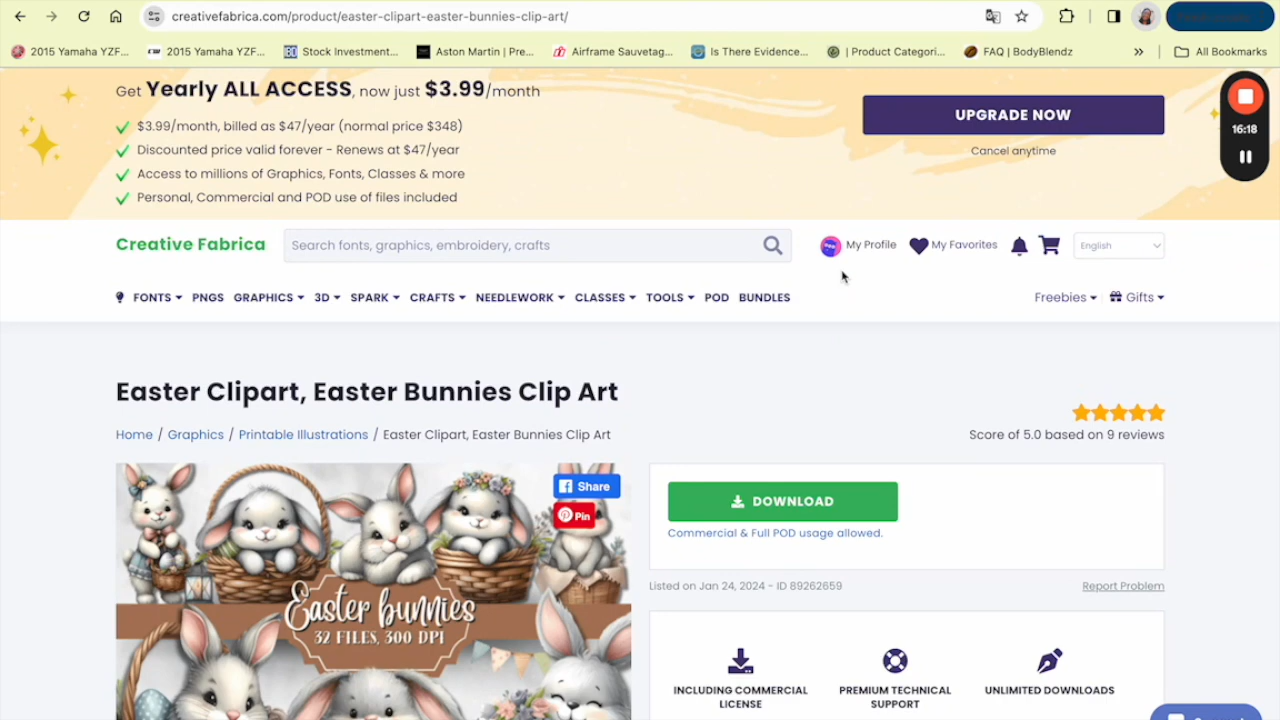 creativefabrica.com/product/easter-clipart-easter-bunnies-clip-art/
2015 Yamaha YZF...
2015 Yamaha YZF...
Stock Investment...
Aston Martin | Pre...
Airframe Sauvetag...
Is There Evidence...
| Product Categori...
FAQ | BodyBlendz
»
All Bookmarks
Get Yearly ALL ACCESS, now just $3.99/month
$3.99/month, billed as $47/year (normal price $348)
Discounted price valid forever - Renews at $47/year
Access to millions of Graphics, Fonts, Classes & more
Personal, Commercial and POD use of files included
UPGRADE NOW
Cancel anytime
16:18
Creative Fabrica
Search fonts, graphics, embroidery, crafts
My Profile
My Favorites
English
FONTS
PNGS
GRAPHICS
3D
SPARK
CRAFTS
NEEDLEWORK
CLASSES
TOOLS
POD
BUNDLES
Freebies
Gifts
Easter Clipart, Easter Bunnies Clip Art
Home / Graphics / Printable Illustrations / Easter Clipart, Easter Bunnies Clip Art
Score of 5.0 based on 9 reviews
Share
Pin
Easter bunnies
32 FILES, 300 DPI
DOWNLOAD
Commercial & Full POD usage allowed.
Listed on Jan 24, 2024 - ID 89262659
Report Problem
INCLUDING COMMERCIAL
LICENSE
PREMIUM TECHNICAL
SUPPORT
UNLIMITED DOWNLOADS